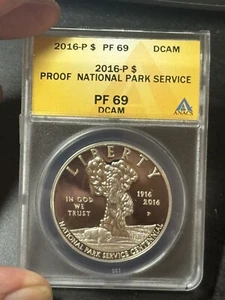 2016-P $ PF 69 DCAM
2016-P $
PROOF NATIONAL PARK SERVICE
PF 69
DCAM
ANACS
LIBERTY
IN GOD
WE
TRUST
1916
2016
P
NATIONAL PARK SERVICE CENTENNIAL